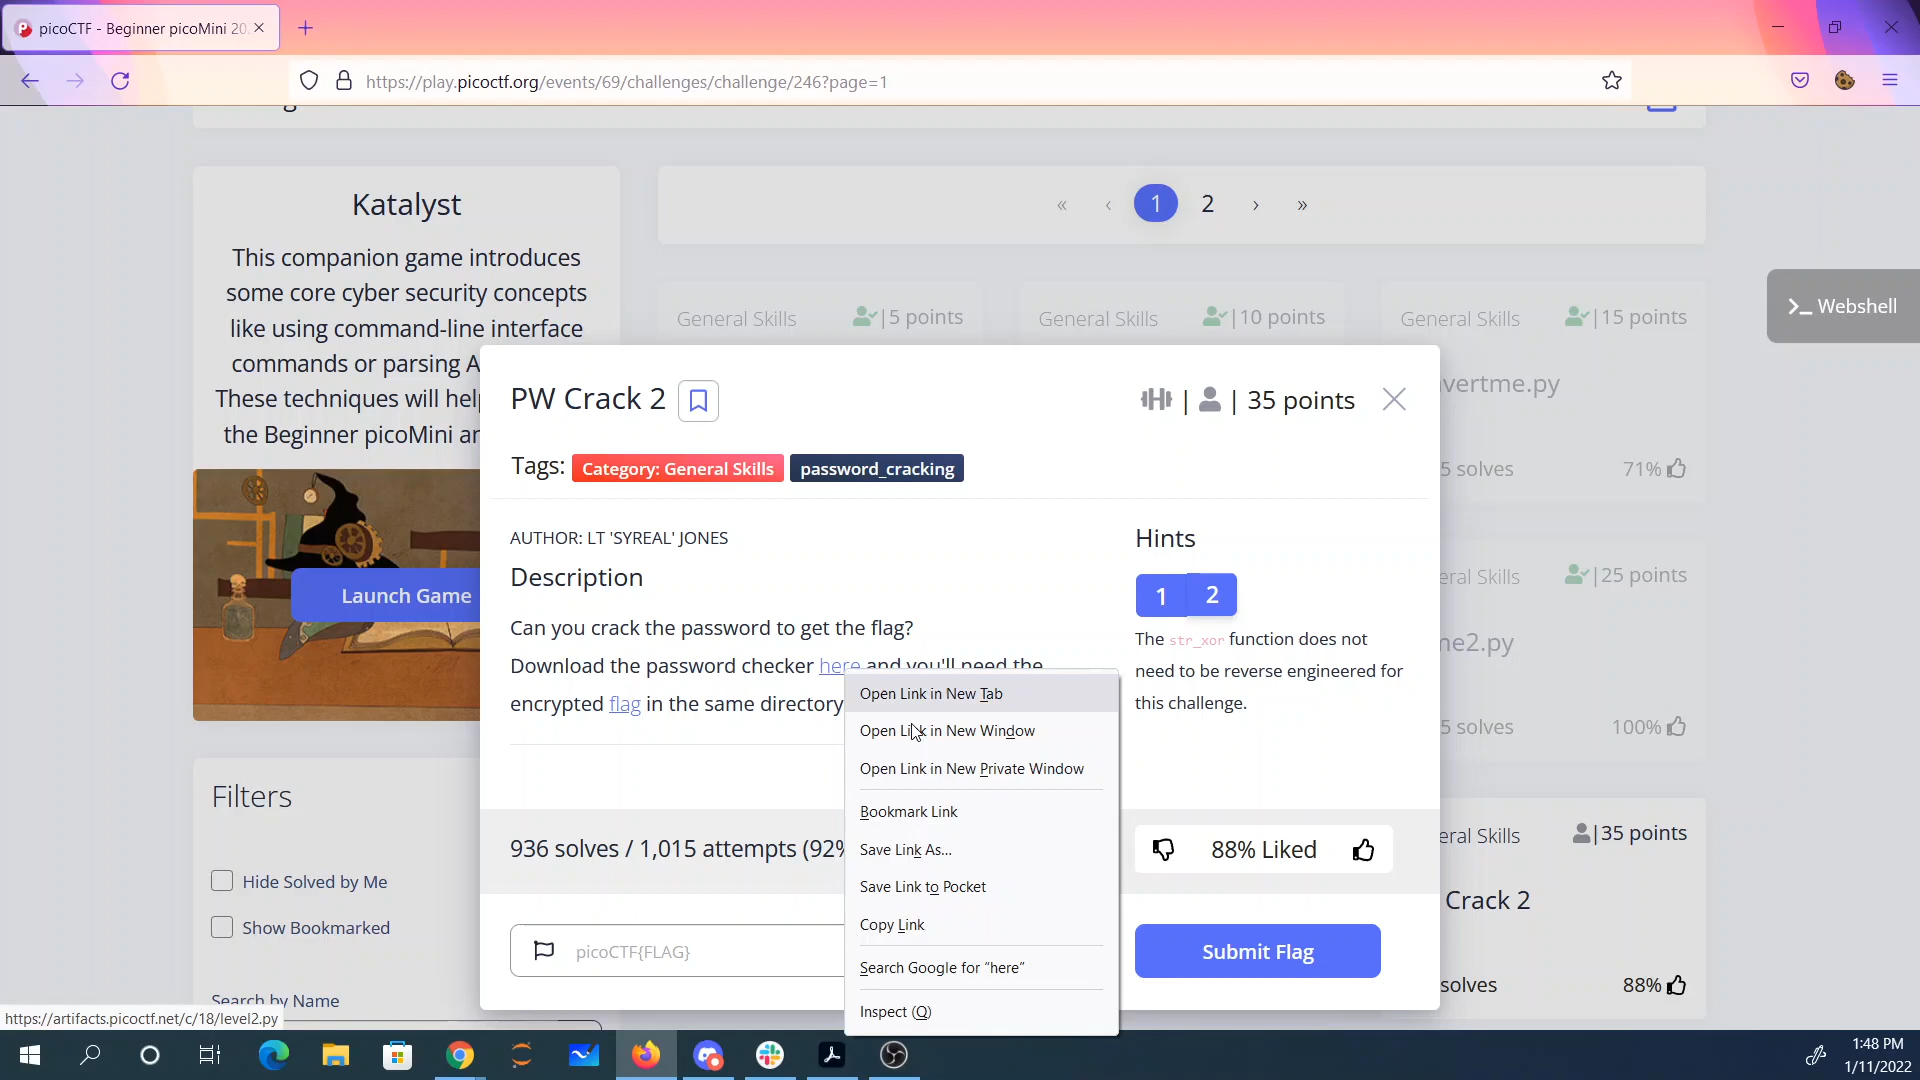 picoCTF - Beginner picoMini 20
https://play.picoctf.org/events/69/challenges/challenge/246?page=1
Katalyst
This companion game introduces
some core cyber security concepts
like using command-line interface
commands or parsing A
These techniques will help
the Beginner picoMini an
Launch Game
« ‹ 1 2 › »
General Skills |5 points
General Skills |10 points
General Skills |15 points
vertme.py
5 solves 71%
>_ Webshell
eral Skills |25 points
ne2.py
5 solves 100%
eral Skills |35 points
Crack 2
solves 88%
PW Crack 2
| | 35 points
Tags: Category: General Skills password_cracking
AUTHOR: LT 'SYREAL' JONES
Description
Can you crack the password to get the flag?
Download the password checker here and you'll need the
encrypted flag in the same directory
Hints
1 2
The str_xor function does not
need to be reverse engineered for
this challenge.
936 solves / 1,015 attempts (92%
88% Liked
picoCTF{FLAG}
Submit Flag
Open Link in New Tab
Open Link in New Window
Open Link in New Private Window
Bookmark Link
Save Link As...
Save Link to Pocket
Copy Link
Search Google for “here”
Inspect (Q)
Filters
Hide Solved by Me
Show Bookmarked
Search by Name
https://artifacts.picoctf.net/c/18/level2.py
1:48 PM
1/11/2022